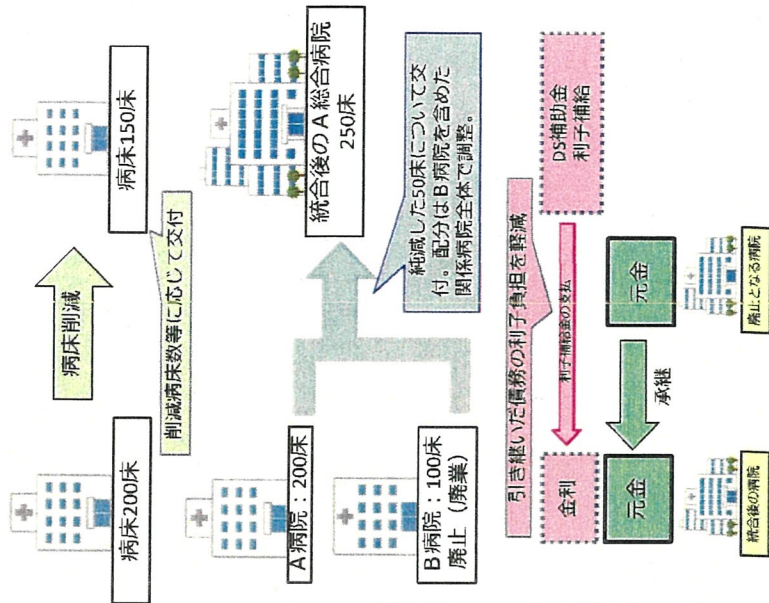 病床200床
病床削減
病床150床
削減病床数等に応じて交付
A病院：200床
B病院：100床
廃止（廃業）
統合後のA総合病院
250床
純減した50床について交
付。配分はB病院を含めた
関係病院全体で調整。
引き継いだ債務の利子負担を軽減
金利
利子補給金の支払
DS補助金
利子補給
元金
承継
元金
統合後の病院
廃止となる病院